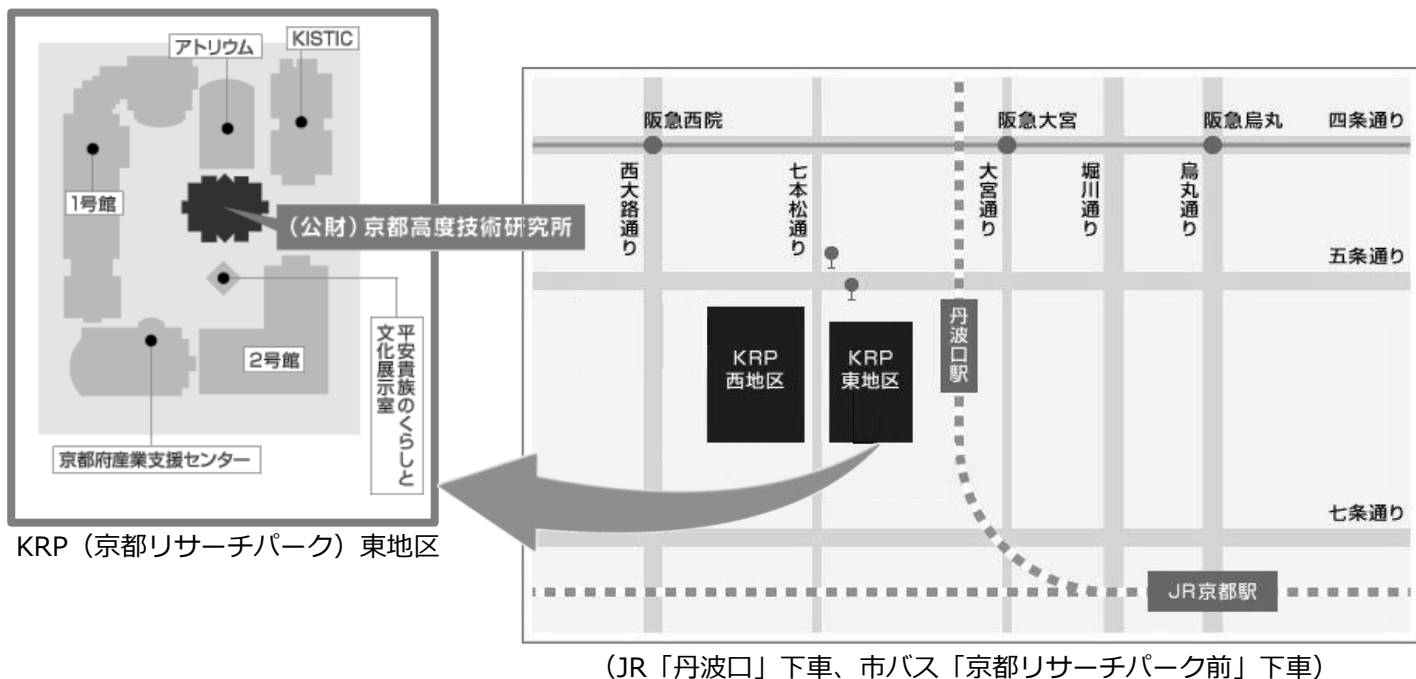 アトリウム
KISTIC
1号館
(公財)京都高度技術研究所
2号館
平安貴族のくらしと
文化展示室
京都府産業支援センター
KRP（京都リサーチパーク）東地区
阪急西院
阪急大宮
阪急烏丸
四条通り
西大路通り
七本松通り
大宮通り
堀川通り
烏丸通り
五条通り
KRP
西地区
KRP
東地区
丹波口駅
七条通り
JR京都駅
（JR「丹波口」下車、市バス「京都リサーチパーク前」下車）